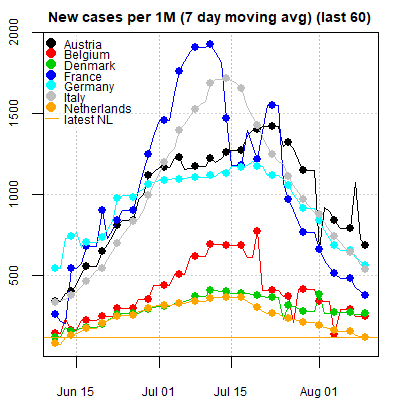 New cases per 1M (7 day moving avg) (last 60)
2000
1500
1000
500
Austria
Belgium
Denmark
France
Germany
Italy
Netherlands
latest NL
Jun 15
Jul 01
Jul 15
Aug 01